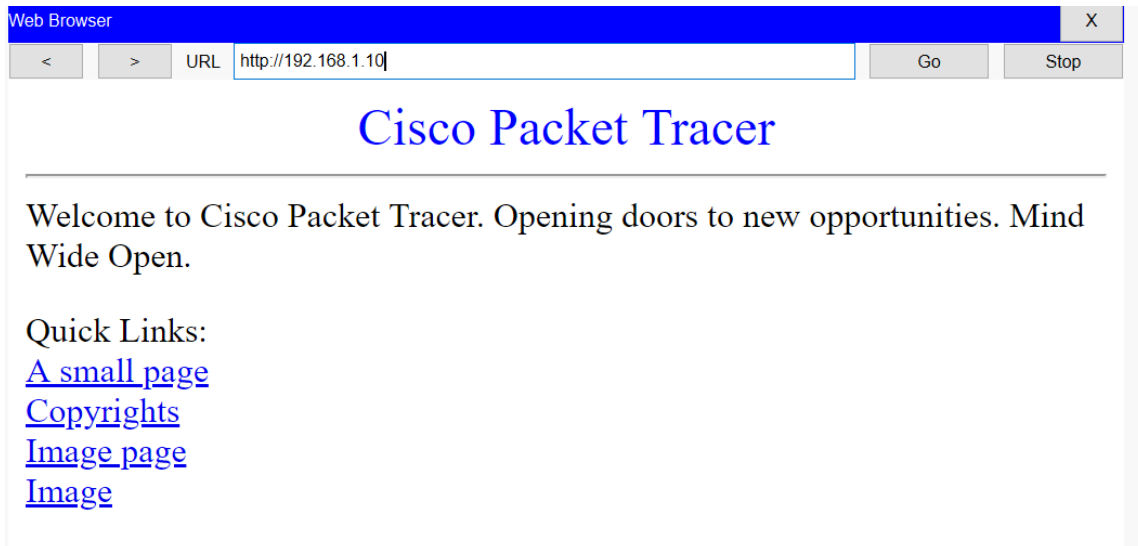 Web Browser X
< > URL http://192.168.1.10 Go Stop
Cisco Packet Tracer
Welcome to Cisco Packet Tracer. Opening doors to new opportunities. Mind
Wide Open.
Quick Links:
A small page
Copyrights
Image page
Image